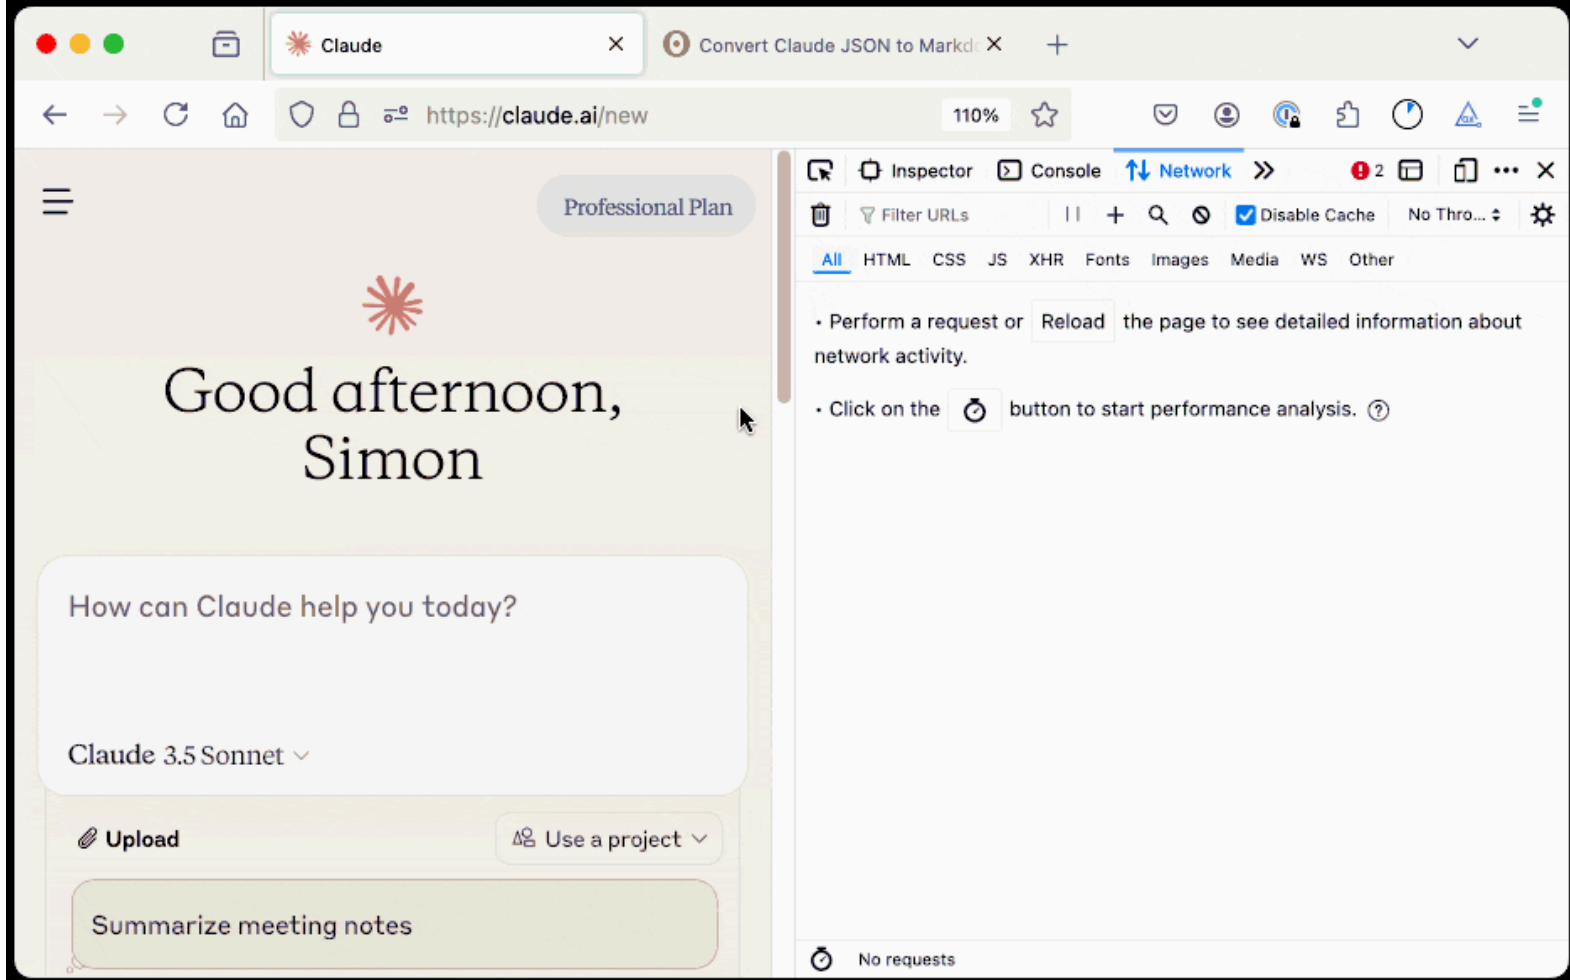 Claude
Convert Claude JSON to Markdo
https://claude.ai/new
110%
Professional Plan
Good afternoon,
Simon
How can Claude help you today?
Claude 3.5 Sonnet
Upload
Use a project
Summarize meeting notes
Inspector
Console
Network
2
Filter URLs
Disable Cache
No Thro...
All
HTML
CSS
JS
XHR
Fonts
Images
Media
WS
Other
• Perform a request or Reload the page to see detailed information about
network activity.
• Click on the button to start performance analysis.
No requests